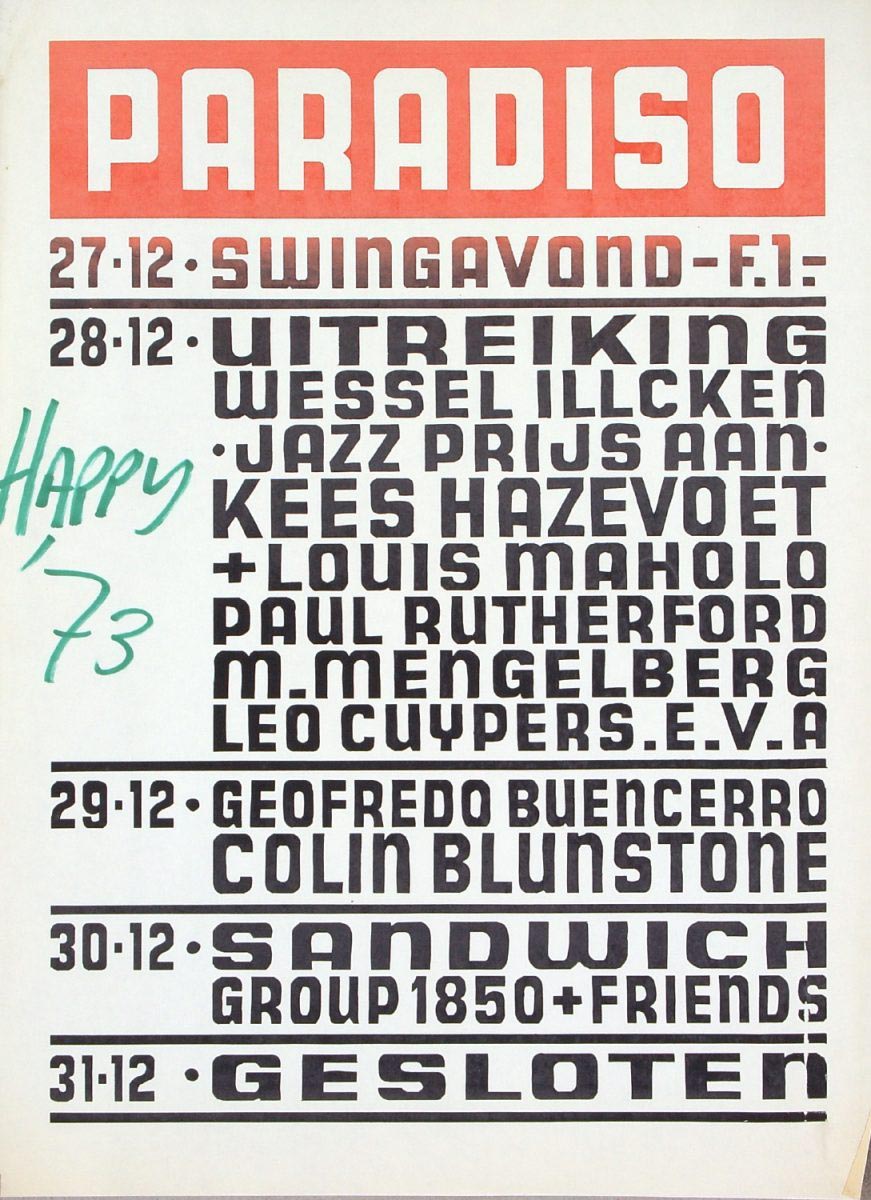 PARADISO
27·12·SWINGAVOND-F.1:-
28·12·UITREIKING
WESSEL ILLCKEN
·JAZZ PRIJS AAN·
KEES HAZEVOET
+LOUIS MAHOLO
PAUL RUTHERFORD
M.MENGELBERG
LEO CUYPERS.E.V.A
HAPPY
'73
29·12·GEOFREDO BUENCERRO
COLIN BLUNSTONE
30·12·SANDWICH
GROUP 1850+FRIENDS
31·12·GESLOTEN